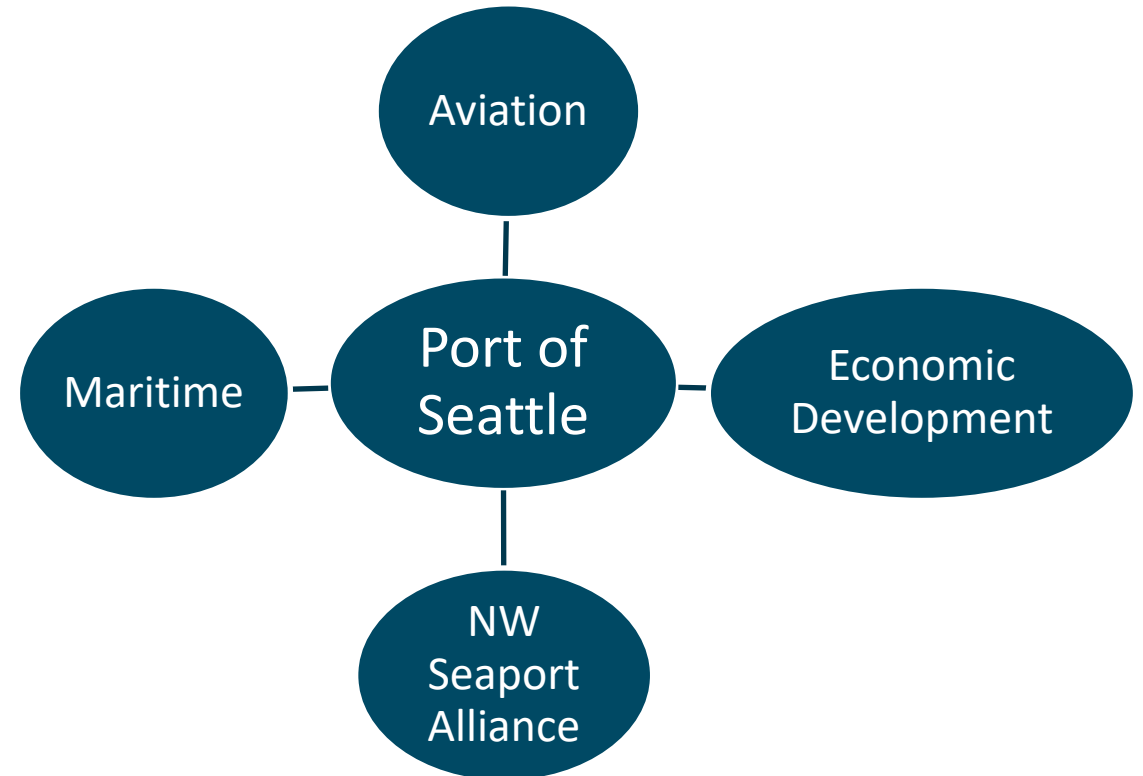 Aviation
Port of
Seattle
Maritime
Economic
Development
NW
Seaport
Alliance